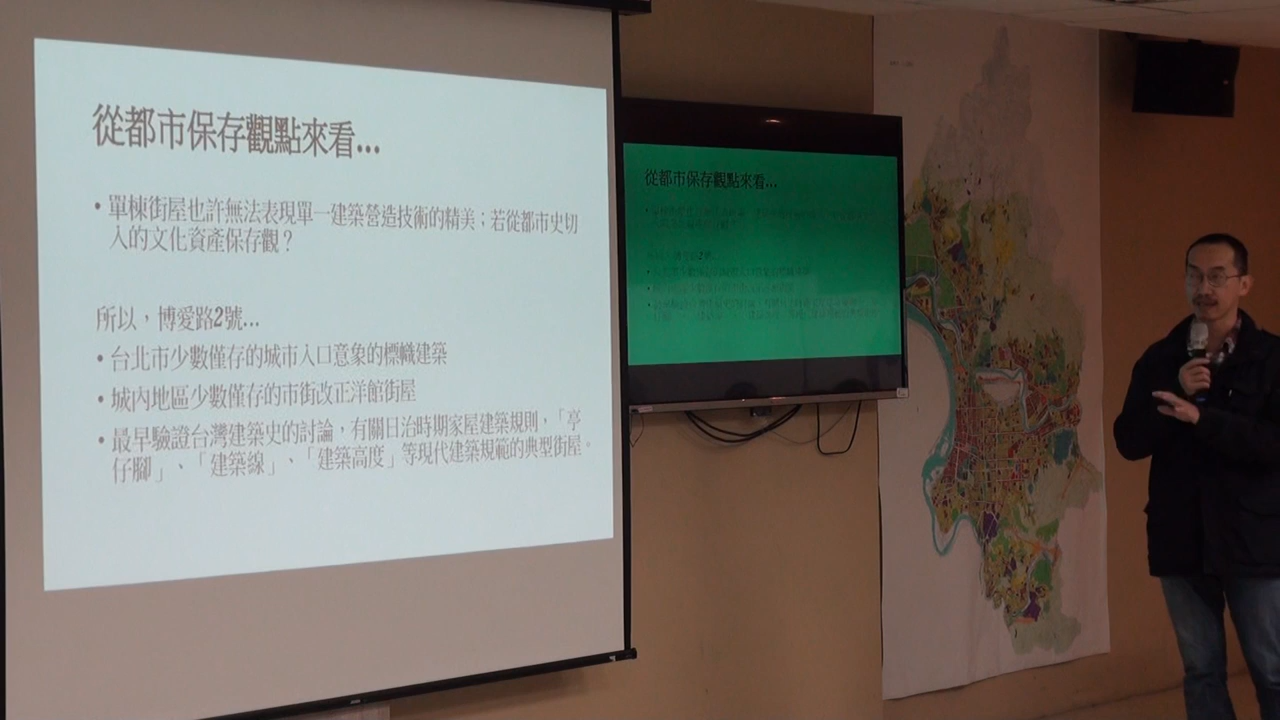 從都市保存觀點來看...
• 單棟街屋也許無法表現單一建築營造技術的精美；若從都市史切
入的文化資產保存觀？
所以，博愛路2號...
• 台北市少數僅存的城市入口意象的標幟建築
• 城內地區少數僅存的市街改正洋館街屋
• 最早驗證台灣建築史的討論，有關日治時期家屋建築規則，「亭
仔腳」、「建築線」、「建築高度」等現代建築規範的典型街屋。
從都市保存觀點來看...